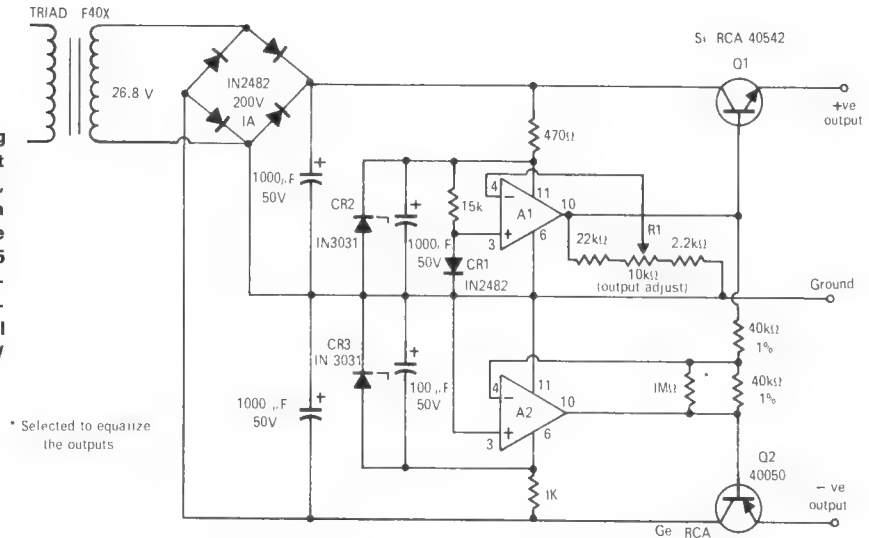 TRIAD F40X
26.8 V
IN2482
200V
1A
Si RCA 40542
Q1
+ve
output
470Ω
1000µF
50V
CR2
IN3031
+
1000µF
50V
15k
CR1
IN2482
4
−
3
+
A1
11
10
6
R1
22kΩ
10kΩ
2.2kΩ
(output adjust)
Ground
40kΩ
1%
40kΩ
1%
1MΩ
*
CR3
IN 3031
+
100µF
50V
1000µF
50V
+
4
−
3
+
A2
11
10
6
1K
* Selected to equalize
the outputs
Q2
40050
− ve
output
Ge RCA
g
t
e